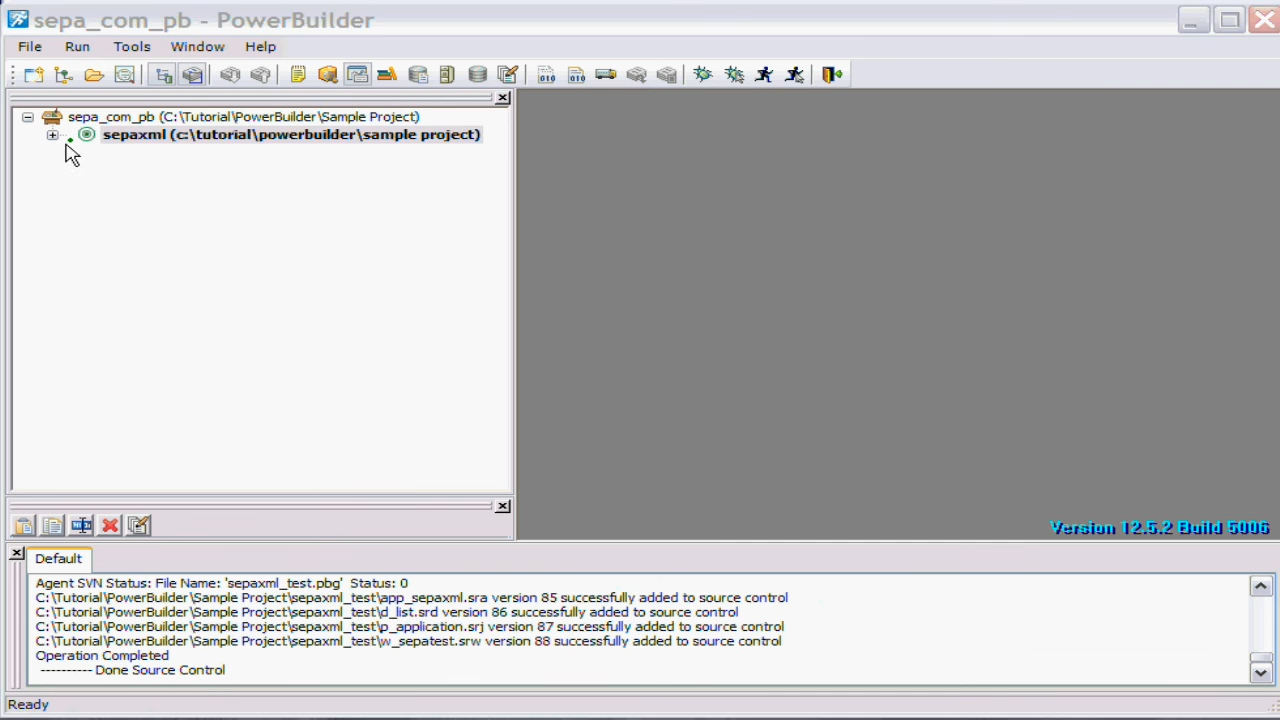 sepa_com_pb - PowerBuilder
File Run Tools Window Help
sepa_com_pb (C:\Tutorial\PowerBuilder\Sample Project)
sepaxml (c:\tutorial\powerbuilder\sample project)
Version 12.5.2 Build 5006
Default
Agent SVN Status: File Name: 'sepaxml_test.pbg' Status: 0
C:\Tutorial\PowerBuilder\Sample Project\sepaxml_test\app_sepaxml.sra version 85 successfully added to source control
C:\Tutorial\PowerBuilder\Sample Project\sepaxml_test\d_list.srd version 86 successfully added to source control
C:\Tutorial\PowerBuilder\Sample Project\sepaxml_test\p_application.srj version 87 successfully added to source control
C:\Tutorial\PowerBuilder\Sample Project\sepaxml_test\w_sepatest.srw version 88 successfully added to source control
Operation Completed
---------- Done Source Control
Ready